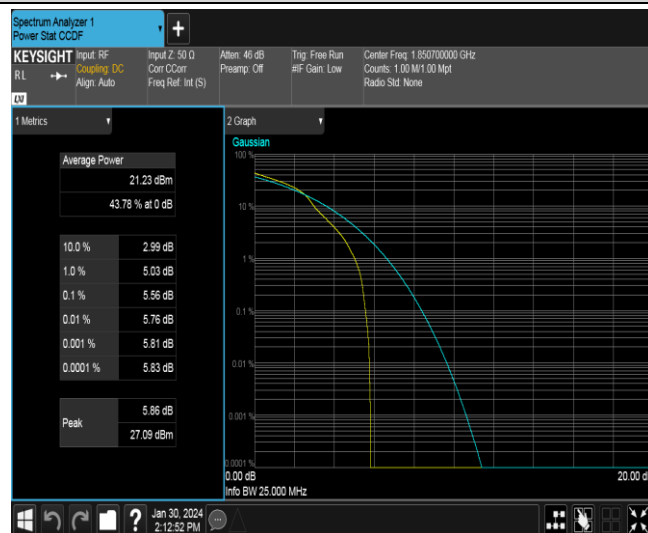 Spectrum Analyzer 1
Power Stat CCDF
+
KEYSIGHT
RL
LXI
Input: RF
Coupling: DC
Align: Auto
Input Z: 50 Ω
Corr CCorr
Freq Ref: Int (S)
Atten: 46 dB
Preamp: Off
Trig: Free Run
#IF Gain: Low
Center Freq: 1.850700000 GHz
Counts: 1.00 M/1.00 Mpt
Radio Std: None
1 Metrics
Average Power
21.23 dBm
43.78 % at 0 dB
10.0 % 2.99 dB
1.0 % 5.03 dB
0.1 % 5.56 dB
0.01 % 5.76 dB
0.001 % 5.81 dB
0.0001 % 5.83 dB
Peak
5.86 dB
27.09 dBm
2 Graph
Gaussian
100 %
10 %
1 %
0.1 %
0.01 %
0.001 %
0.0001 %
0.00 dB
20.00 d
Info BW 25.000 MHz
?
Jan 30, 2024
2:12:52 PM